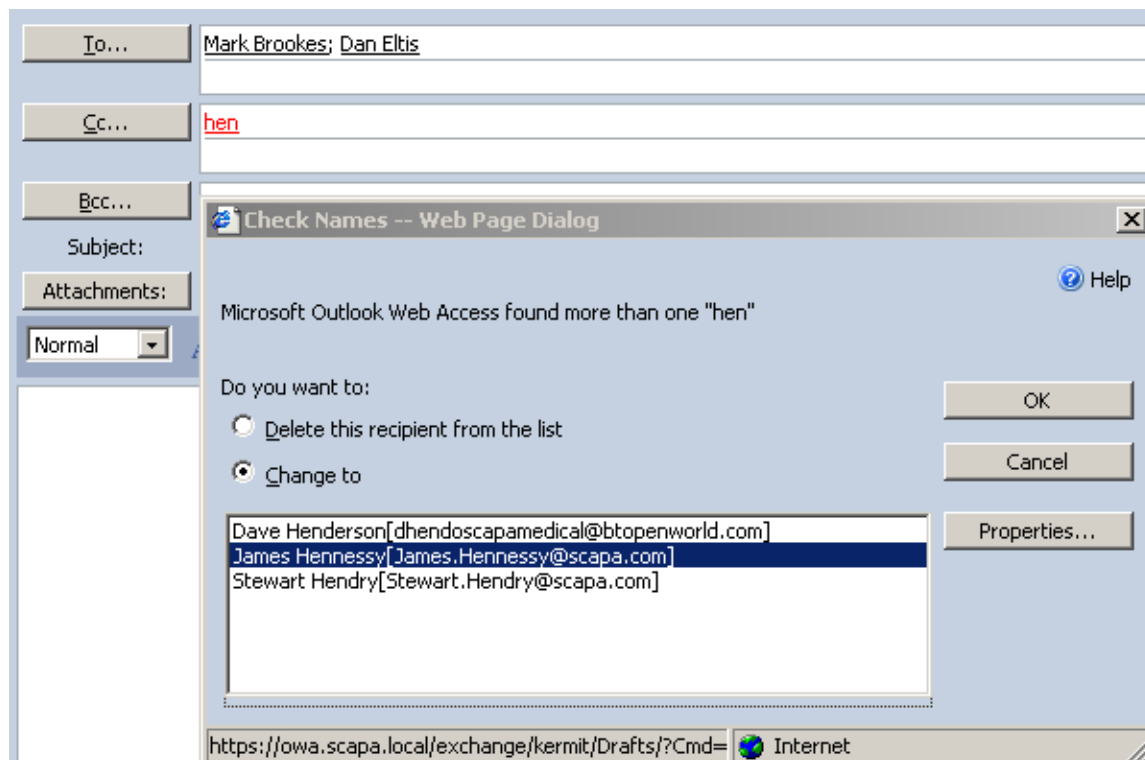 To...
Mark Brookes; Dan Eltis
Cc...
hen
Bcc...
Check Names -- Web Page Dialog
Subject:
Help
Attachments:
Microsoft Outlook Web Access found more than one "hen"
Normal
Do you want to:
OK
Delete this recipient from the list
Cancel
Change to
Dave Henderson[dhendoscapamedical@btopenworld.com]
Properties...
James Hennessy[James.Hennessy@scapa.com]
Stewart Hendry[Stewart.Hendry@scapa.com]
https://owa.scapa.local/exchange/kermit/Drafts/?Cmd=
Internet